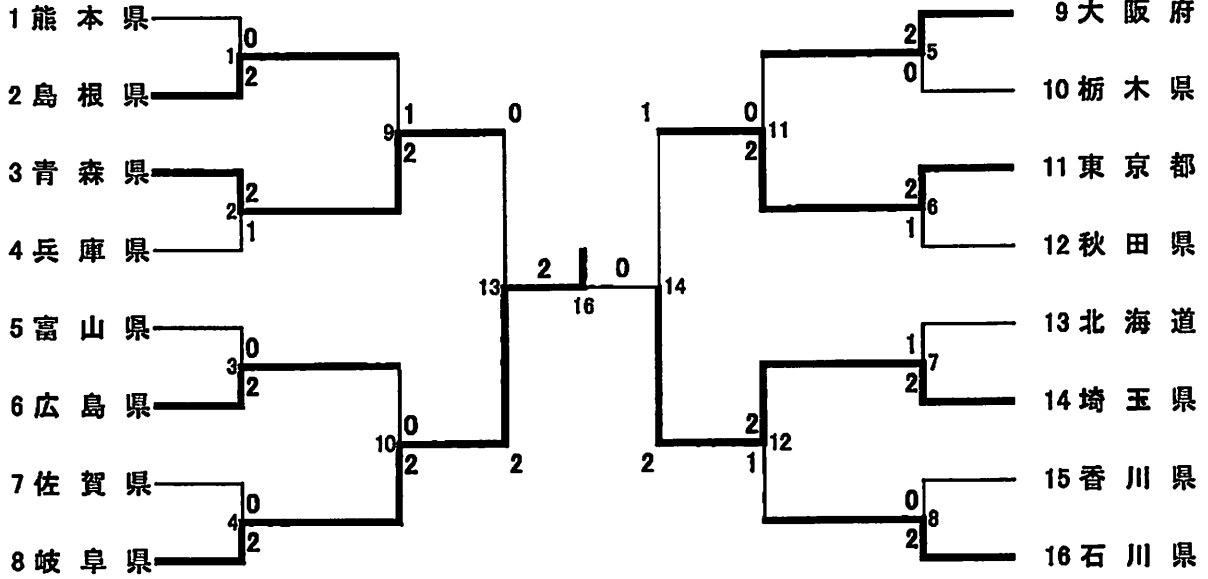 1 熊本県
2 島根県
3 青森県
4 兵庫県
5 富山県
6 広島県
7 佐賀県
8 岐阜県
0
1
2
2
2
1
0
3
2
0
4
2
1
9
2
0
10
2
0
13
2
2
16
0
1
14
2
0
11
2
2
12
1
2
5
0
2
6
1
1
7
2
0
8
2
9 大阪府
10 栃木県
11 東京都
12 秋田県
13 北海道
14 埼玉県
15 香川県
16 石川県